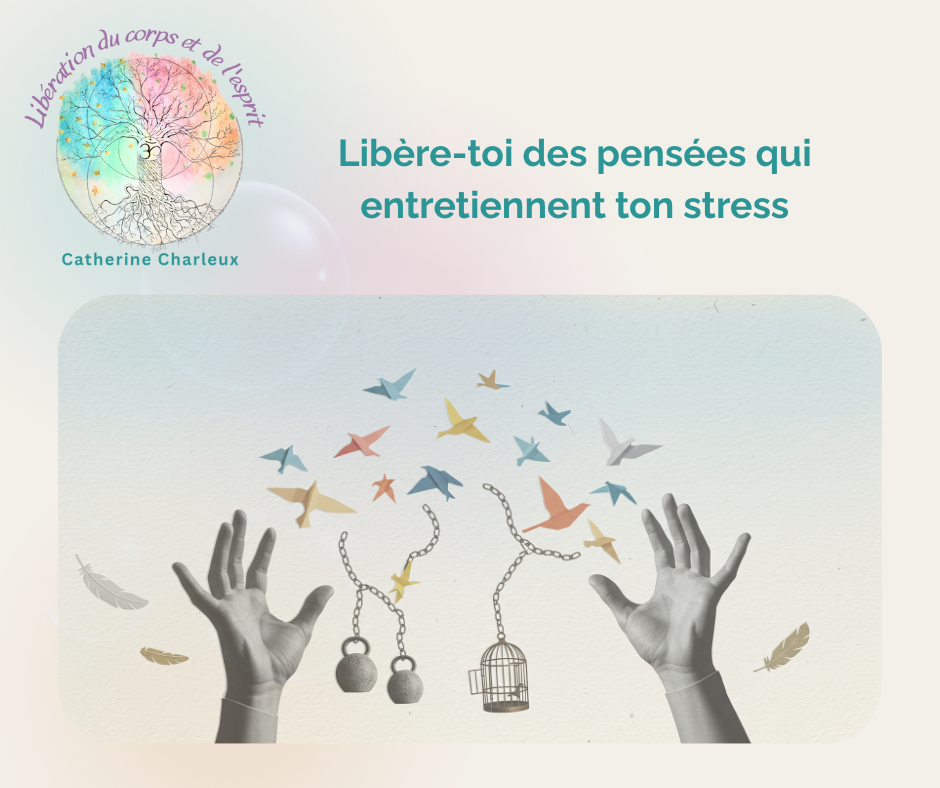 Libération du corps et de l'esprit
Catherine Charleux
Libère-toi des pensées qui
entretiennent ton stress